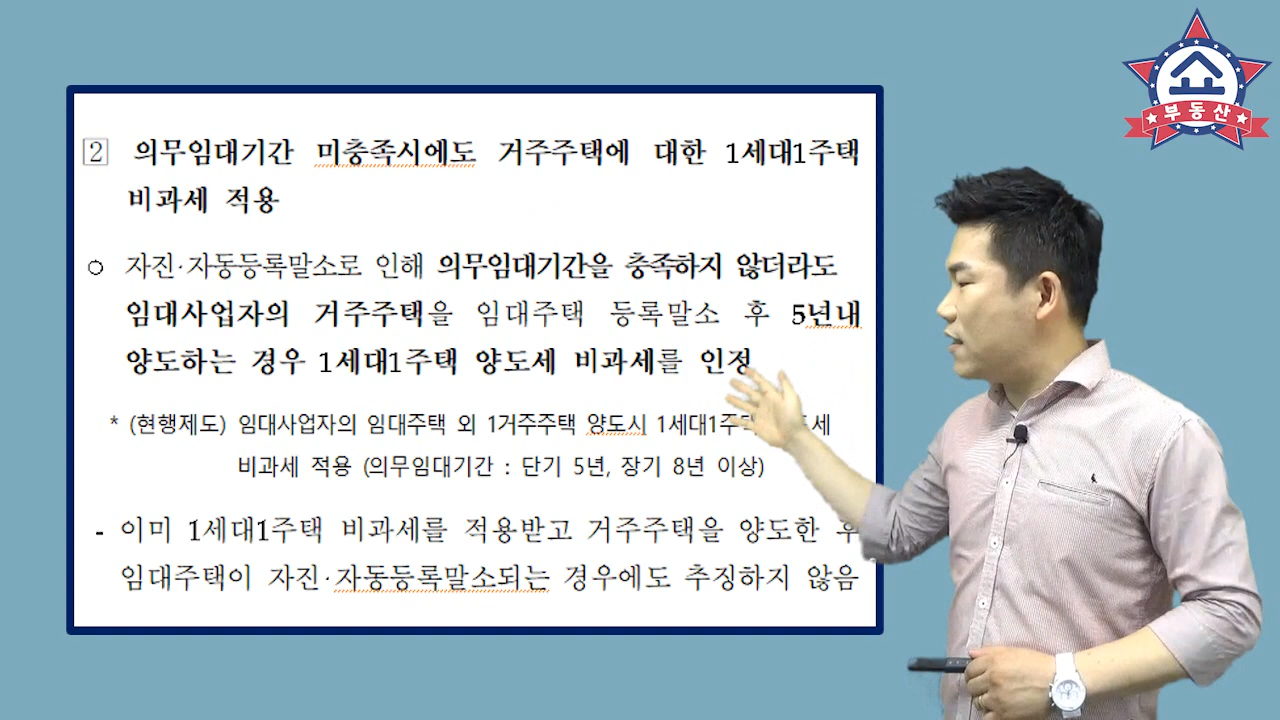 쇼
부동산
2 의무임대기간 미충족시에도 거주주택에 대한 1세대1주택
비과세 적용
○ 자진·자동등록말소로 인해 의무임대기간을 충족하지 않더라도
임대사업자의 거주주택을 임대주택 등록말소 후 5년내
양도하는 경우 1세대1주택 양도세 비과세를 인정
* (현행제도) 임대사업자의 임대주택 외 1거주주택 양도시 세
비과세 적용 (의무임대기간 : 단기 5년, 장기 8년 이상)
- 이미 1세대1주택 비과세를 적용받고 거주주택을 양도한 후
임대주택이 자진·자동등록말소되는 경우에도 추징하지 않음